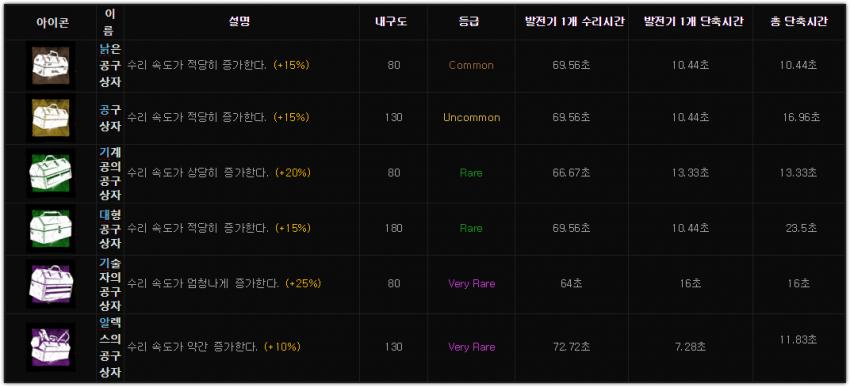 아이콘 이름 설명 내구도 등급 발전기 1개 수리시간 발전기 1개 단축시간 총 단축시간
낡은 공구 상자 수리 속도가 적당히 증가한다. (+15%) 80 Common 69.56초 10.44초 10.44초
공구 상자 수리 속도가 적당히 증가한다. (+15%) 130 Uncommon 69.56초 10.44초 16.96초
기계공의 공구 상자 수리 속도가 상당히 증가한다. (+20%) 80 Rare 66.67초 13.33초 13.33초
대형 공구 상자 수리 속도가 적당히 증가한다. (+15%) 180 Rare 69.56초 10.44초 23.5초
기술자의 공구 상자 수리 속도가 엄청나게 증가한다. (+25%) 80 Very Rare 64초 16초 16초
알렉스의 공구 상자 수리 속도가 약간 증가한다. (+10%) 130 Very Rare 72.72초 7.28초 11.83초